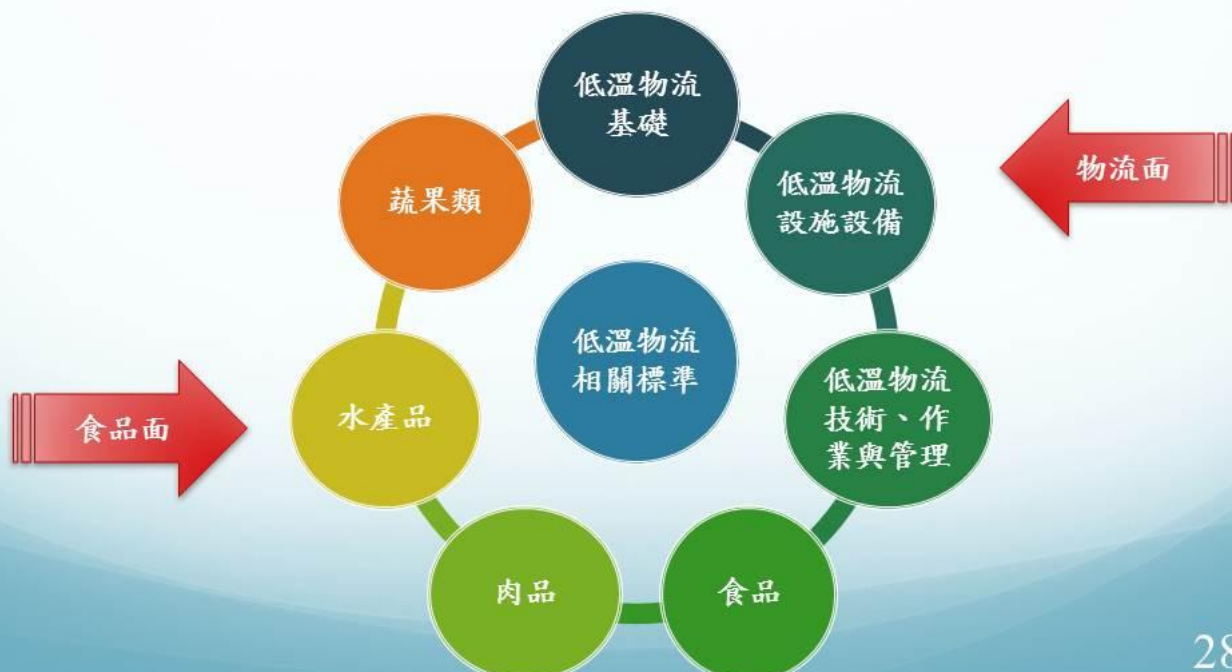 低溫物流
基礎
低溫物流
設施設備
物流面
蔬果類
低溫物流
相關標準
低溫物流
技術、作
業與管理
水產品
食品面
肉品
食品
28